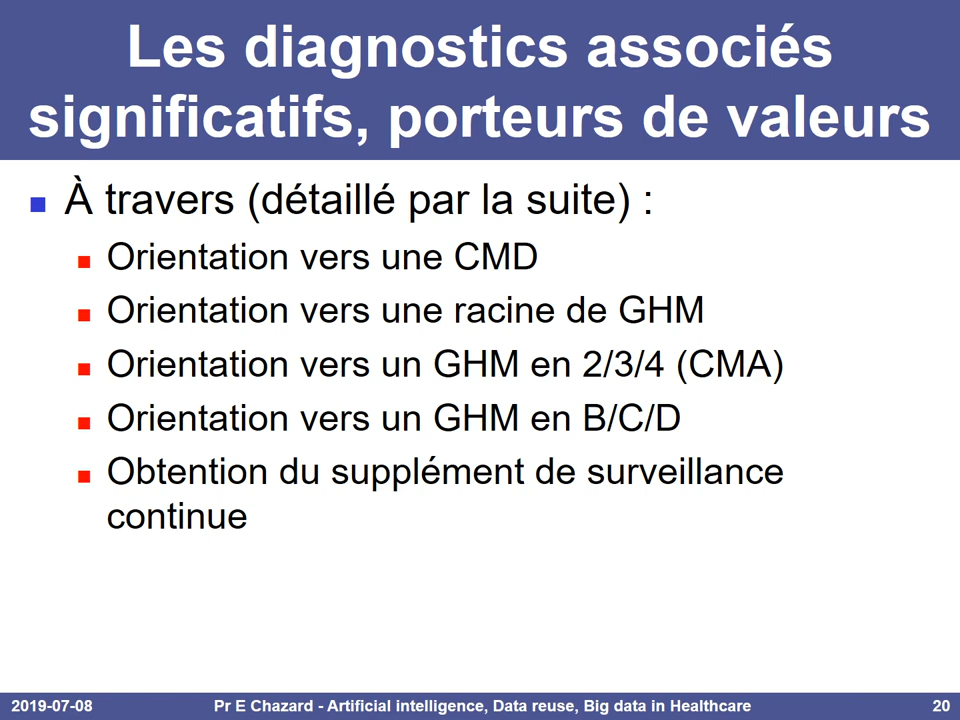 Les diagnostics associés
significatifs, porteurs de valeurs
À travers (détaillé par la suite) :
Orientation vers une CMD
Orientation vers une racine de GHM
Orientation vers un GHM en 2/3/4 (CMA)
Orientation vers un GHM en B/C/D
Obtention du supplément de surveillance
continue
2019-07-08 Pr E Chazard - Artificial intelligence, Data reuse, Big data in Healthcare 20